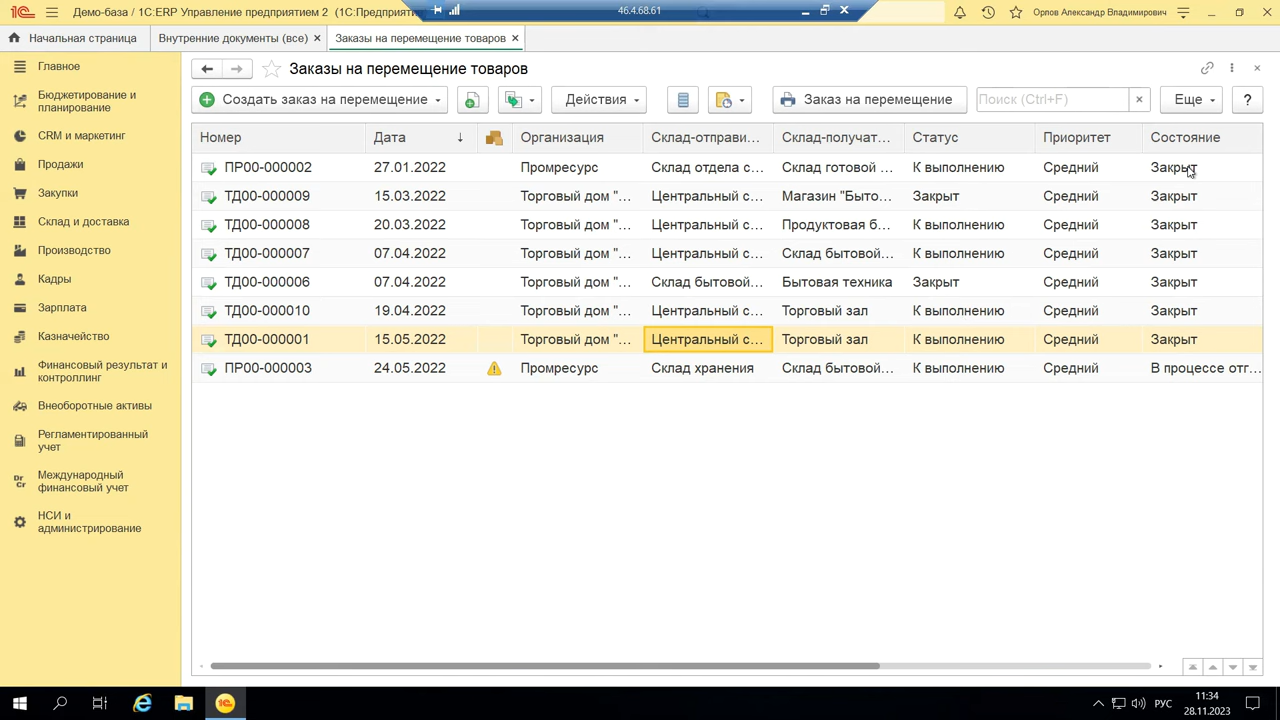 Демо-база / 1С:ERP Управление предприятием 2 (1С:Предприяти
46.4.68.61
Орлов Александр Владимирович
Начальная страница
Внутренние документы (все) ×
Заказы на перемещение товаров ×
Главное
Бюджетирование и
планирование
CRM и маркетинг
Продажи
Закупки
Склад и доставка
Производство
Кадры
Зарплата
Казначейство
Финансовый результат и
контроллинг
Внеоборотные активы
Регламентированный
учет
Международный
финансовый учет
НСИ и
администрирование
Заказы на перемещение товаров
Создать заказ на перемещение
Действия
Заказ на перемещение
Поиск (Ctrl+F) ×
Еще
?
Номер Дата ↓ Организация Склад-отправи... Склад-получат... Статус Приоритет Состояние
ПР00-000002 27.01.2022 Промресурс Склад отдела с... Склад готовой ... К выполнению Средний Закрыт
ТД00-000009 15.03.2022 Торговый дом "... Центральный с... Магазин "Быто... Закрыт Средний Закрыт
ТД00-000008 20.03.2022 Торговый дом "... Центральный с... Продуктовая б... К выполнению Средний Закрыт
ТД00-000007 07.04.2022 Торговый дом "... Центральный с... Склад бытовой... К выполнению Средний Закрыт
ТД00-000006 07.04.2022 Торговый дом "... Склад бытовой... Бытовая техника Закрыт Средний Закрыт
ТД00-000010 19.04.2022 Торговый дом "... Центральный с... Торговый зал К выполнению Средний Закрыт
ТД00-000001 15.05.2022 Торговый дом "... Центральный с... Торговый зал К выполнению Средний Закрыт
ПР00-000003 24.05.2022 Промресурс Склад хранения Склад бытовой... К выполнению Средний В процессе отг...
РУС
11:34
28.11.2023